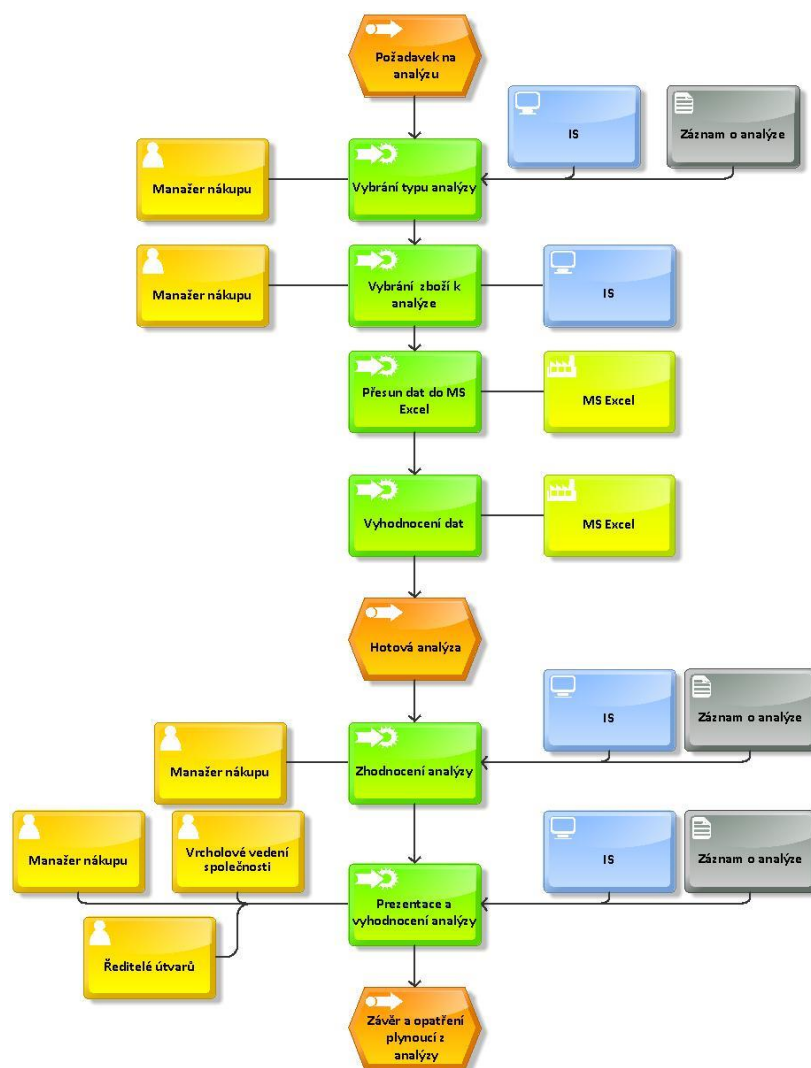 Požadavek na
analýzu
IS
Záznam o analýze
Manažer nákupu
Vybrání typu analýzy
Manažer nákupu
Vybrání zboží k
analýze
IS
Přesun dat do MS
Excel
MS Excel
Vyhodnocení dat
MS Excel
Hotová analýza
IS
Záznam o analýze
Manažer nákupu
Zhodnocení analýzy
Manažer nákupu
Vrcholové vedení
společnosti
IS
Záznam o analýze
Prezentace a
vyhodnocení analýzy
Ředitelé útvarů
Závěr a opatření
plynoucí z
analýzy